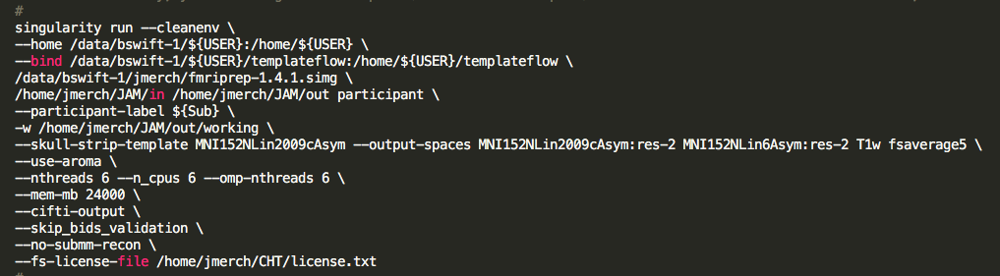 #
singularity run --cleanenv \
--home /data/bswift-1/${USER}:/home/${USER} \
--bind /data/bswift-1/${USER}/templateflow:/home/${USER}/templateflow \
/data/bswift-1/jmerch/fmriprep-1.4.1.simg \
/home/jmerch/JAM/in /home/jmerch/JAM/out participant \
--participant-label ${Sub} \
-w /home/jmerch/JAM/out/working \
--skull-strip-template MNI152NLin2009cAsym --output-spaces MNI152NLin2009cAsym:res-2 MNI152NLin6Asym:res-2 T1w fsaverage5 \
--use-aroma \
--nthreads 6 --n_cpus 6 --omp-nthreads 6 \
--mem-mb 24000 \
--cifti-output \
--skip_bids_validation \
--no-submm-recon \
--fs-license-file /home/jmerch/CHT/license.txt